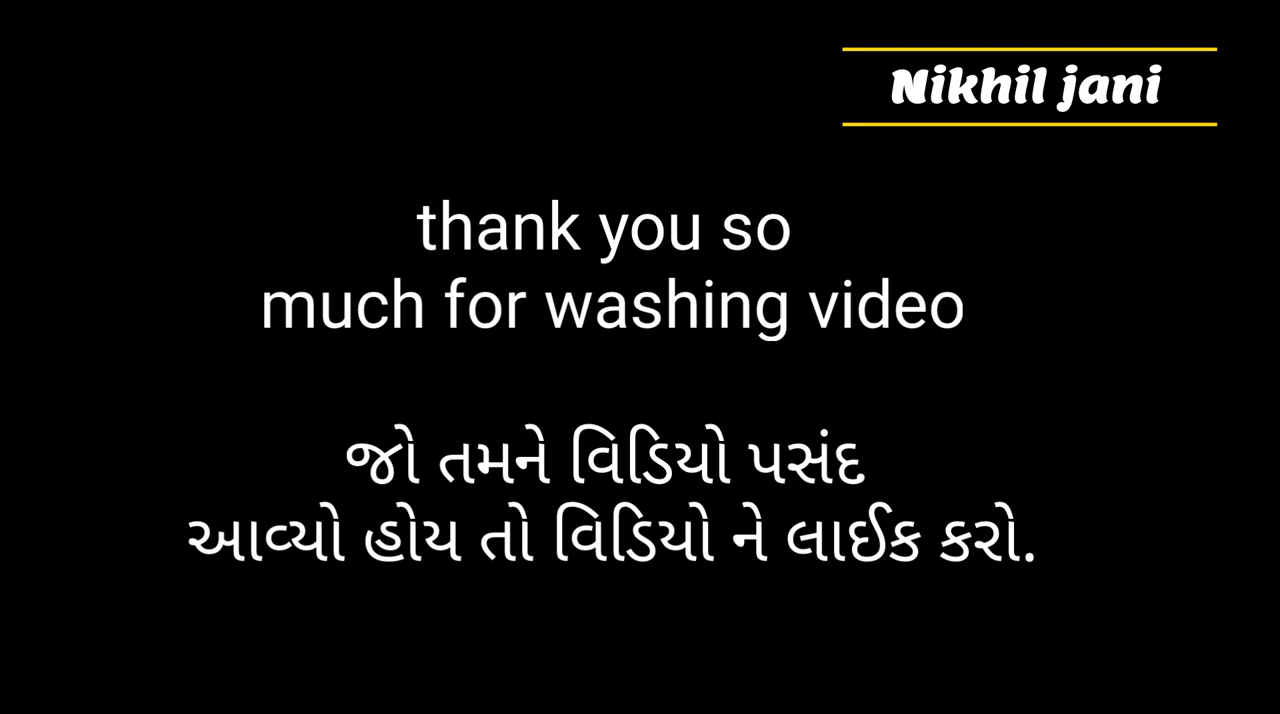 Nikhil jani
thank you so
much for washing video
જો તમને વિડિયો પસંદ
આવ્યો હોય તો વિડિયો ને લાઈક કરો.